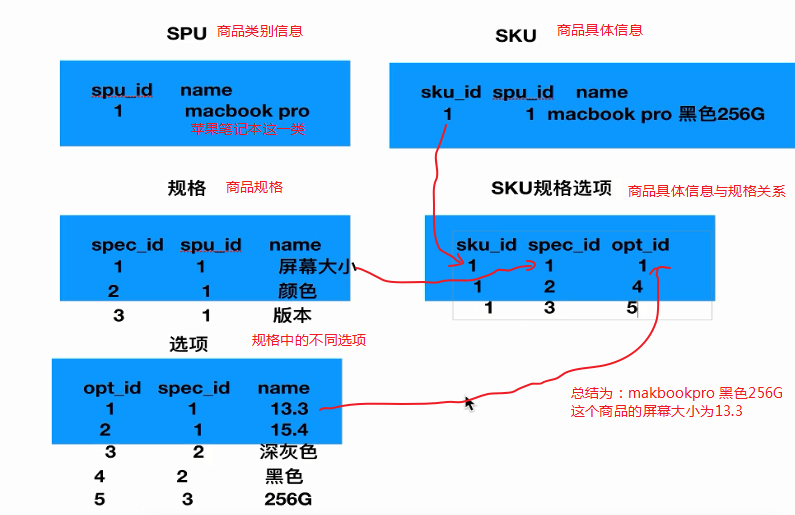 SPU 商品类别信息
spu_id name
1 macbook pro
苹果笔记本这一类
SKU 商品具体信息
sku_id spu_id name
1 1 macbook pro 黑色256G
规格 商品规格
spec_id spu_id name
1 1 屏幕大小
2 1 颜色
3 1 版本
SKU规格选项 商品具体信息与规格关系
sku_id spec_id opt_id
1 1 1
1 2 4
1 3 5
选项 规格中的不同选项
opt_id spec_id name
1 1 13.3
2 1 15.4
3 2 深灰色
4 2 黑色
5 3 256G
总结为：makbookpro 黑色256G
这个商品的屏幕大小为13.3